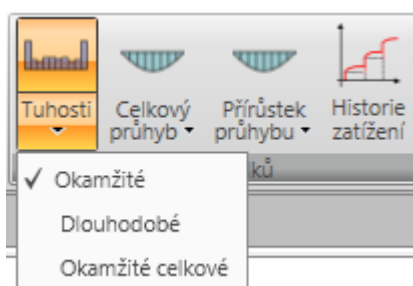 Tuhosti
Celkový
průhyb
Přírůstek
průhybu
Historie
zatížení
ků
✓ Okamžité
Dlouhodobé
Okamžité celkové